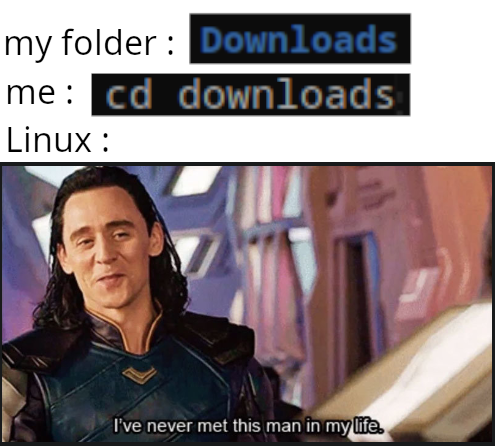 my folder : Downloads
me : cd downloads
Linux :
I've never met this man in my life.